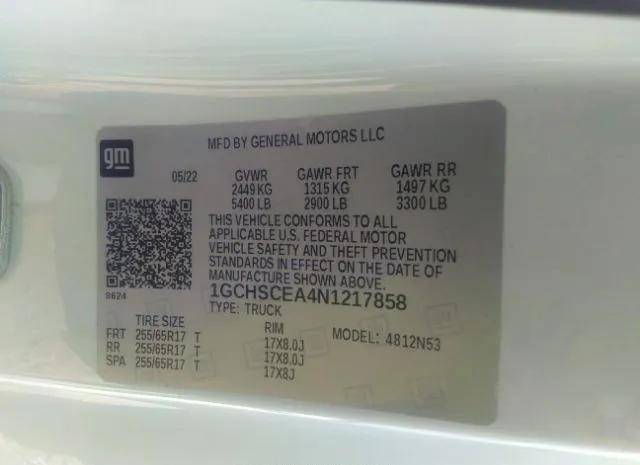 gm
MFD BY GENERAL MOTORS LLC
05/22 GVWR GAWR FRT GAWR RR
2449 KG 1315 KG 1497 KG
5400 LB 2900 LB 3300 LB
THIS VEHICLE CONFORMS TO ALL
APPLICABLE U.S. FEDERAL MOTOR
VEHICLE SAFETY AND THEFT PREVENTION
STANDARDS IN EFFECT ON THE DATE OF
MANUFACTURE SHOWN ABOVE.
9624
1GCHSCEA4N1217858
TYPE: TRUCK
TIRE SIZE RIM MODEL: 4812N53
FRT 255/65R17 T 17X8.0J
RR 255/65R17 T 17X8.0J
SPA 255/65R17 T 17X8J